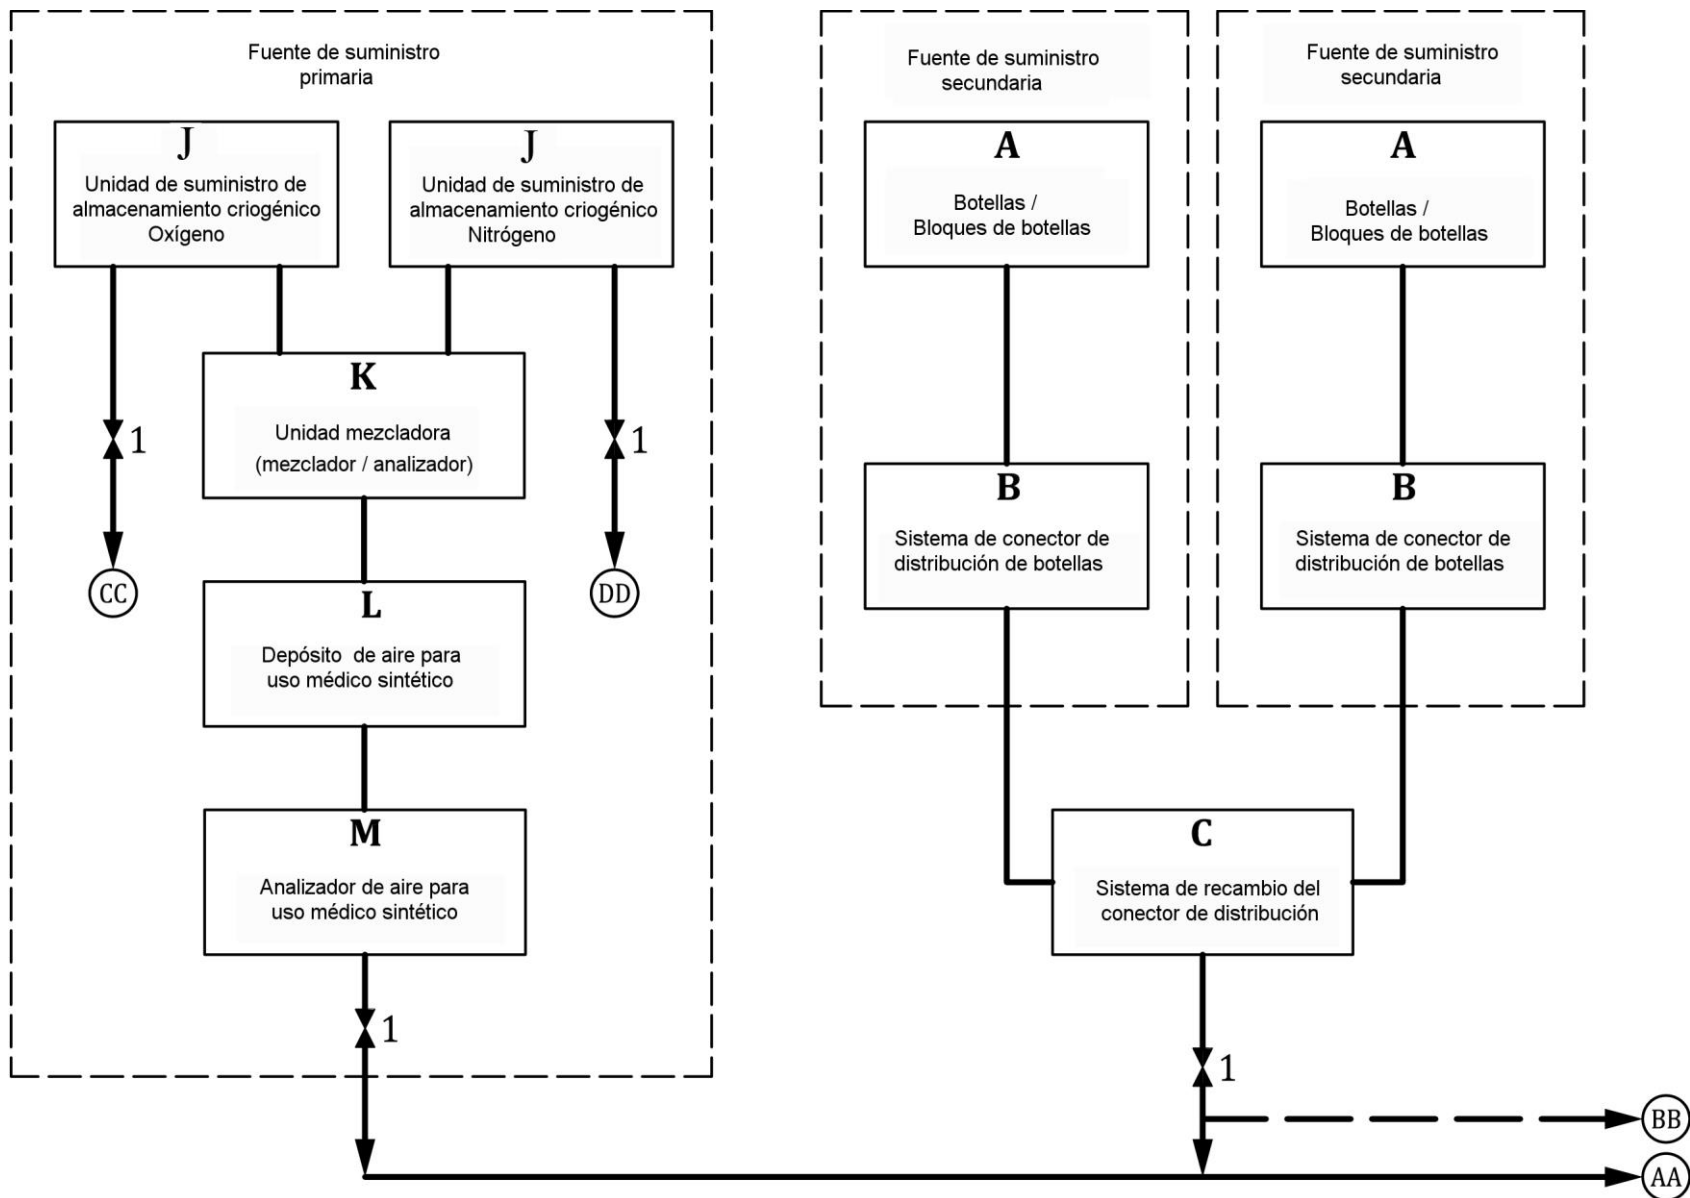 Fuente de suministro
primaria
J
Unidad de suministro de
almacenamiento criogénico
Oxígeno
J
Unidad de suministro de
almacenamiento criogénico
Nitrógeno
1
1
K
Unidad mezcladora
(mezclador / analizador)
CC
DD
L
Depósito de aire para
uso médico sintético
M
Analizador de aire para
uso médico sintético
1
Fuente de suministro
secundaria
A
Botellas /
Bloques de botellas
B
Sistema de conector de
distribución de botellas
Fuente de suministro
secundaria
A
Botellas /
Bloques de botellas
B
Sistema de conector de
distribución de botellas
C
Sistema de recambio del
conector de distribución
1
BB
AA